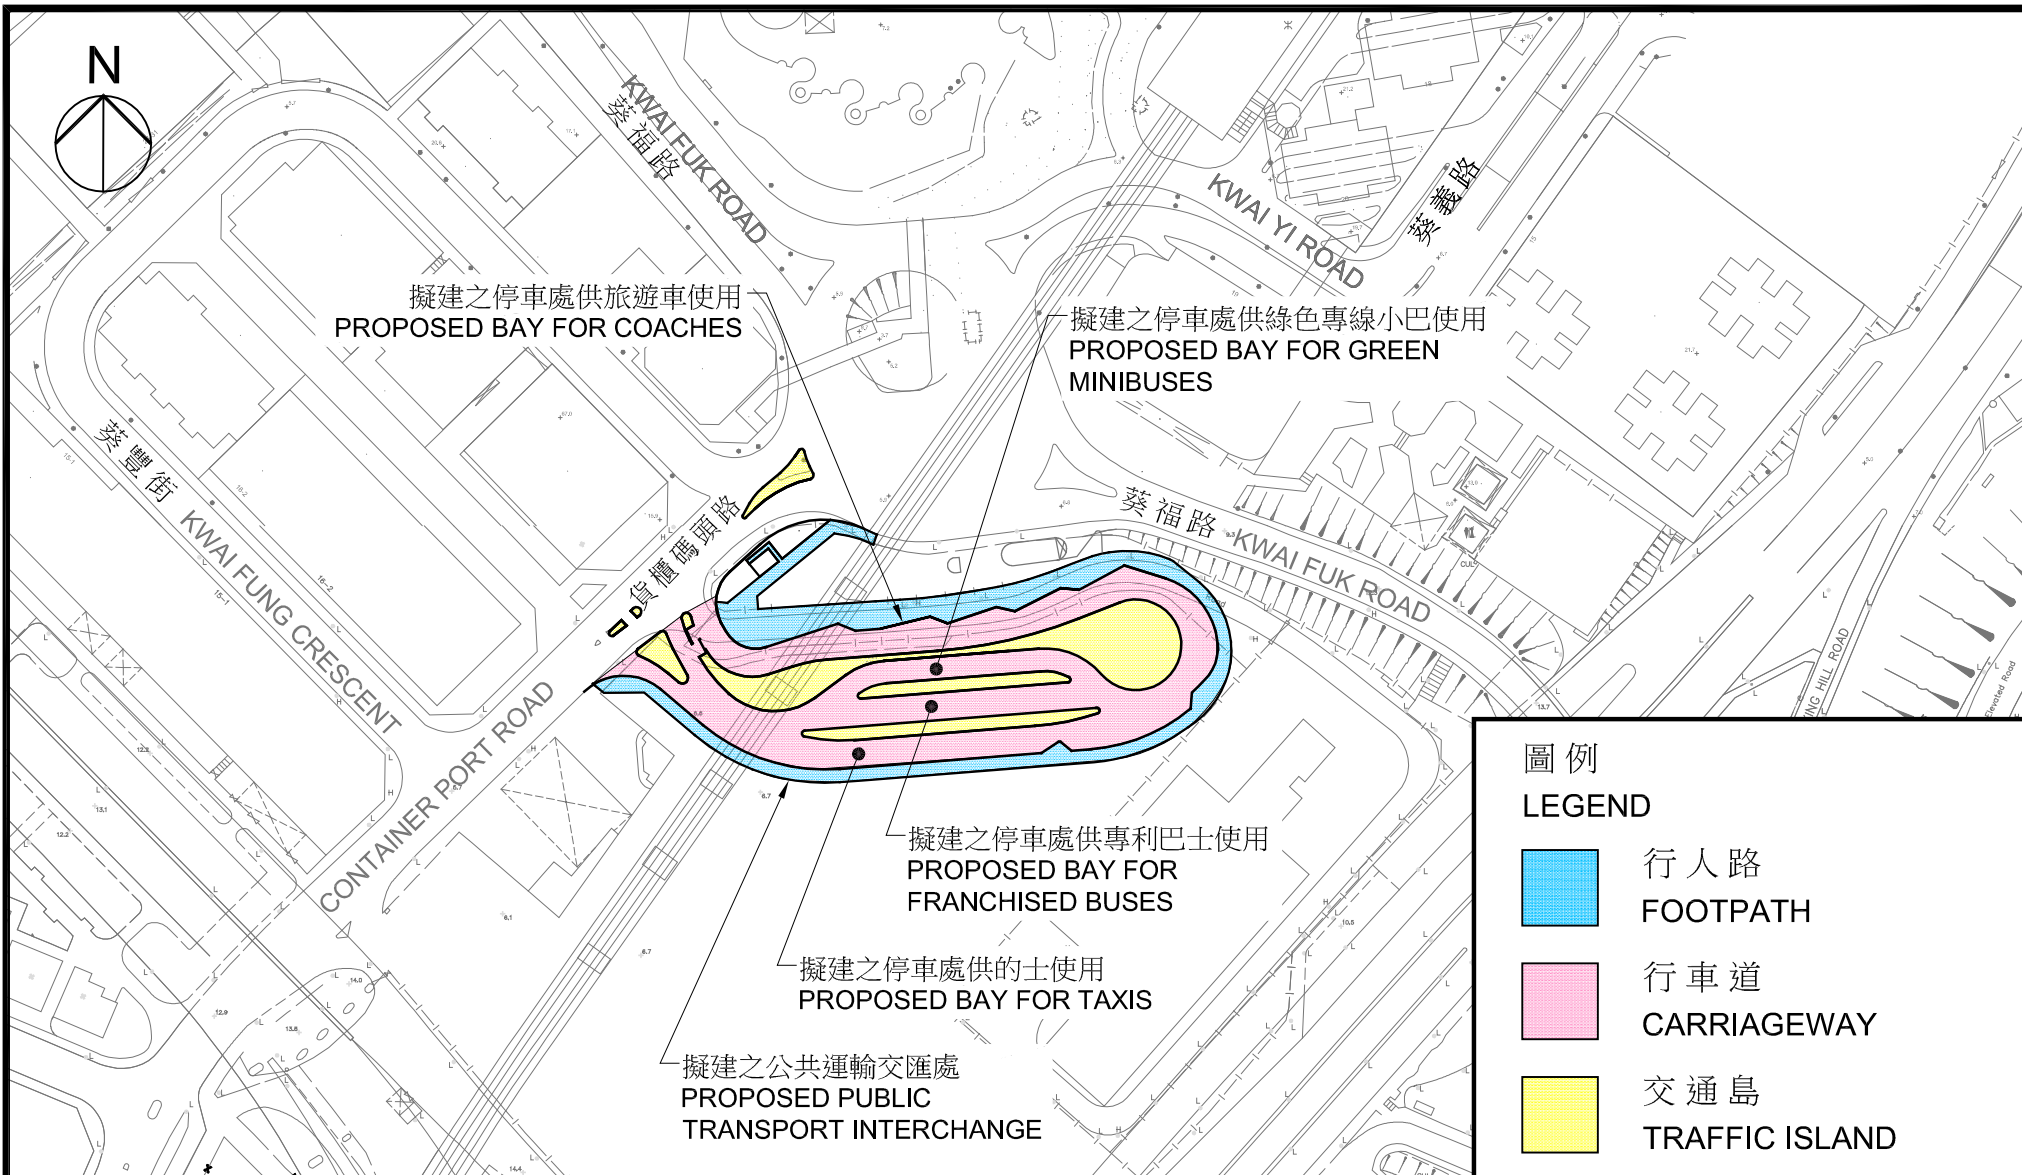 N
KWAI FUK ROAD
葵福路
KWAI YI ROAD
葵義路
擬建之停車處供旅遊車使用
PROPOSED BAY FOR COACHES
擬建之停車處供綠色專線小巴使用
PROPOSED BAY FOR GREEN
MINIBUSES
葵豐街
KWAI FUNG CRESCENT
貨櫃碼頭路
CONTAINER PORT ROAD
葵福路
KWAI FUK ROAD
擬建之停車處供專利巴士使用
PROPOSED BAY FOR
FRANCHISED BUSES
擬建之停車處供的士使用
PROPOSED BAY FOR TAXIS
擬建之公共運輸交匯處
PROPOSED PUBLIC
TRANSPORT INTERCHANGE
Elevated Road
圖例
LEGEND
行人路
FOOTPATH
行車道
CARRIAGEWAY
交通島
TRAFFIC ISLAND